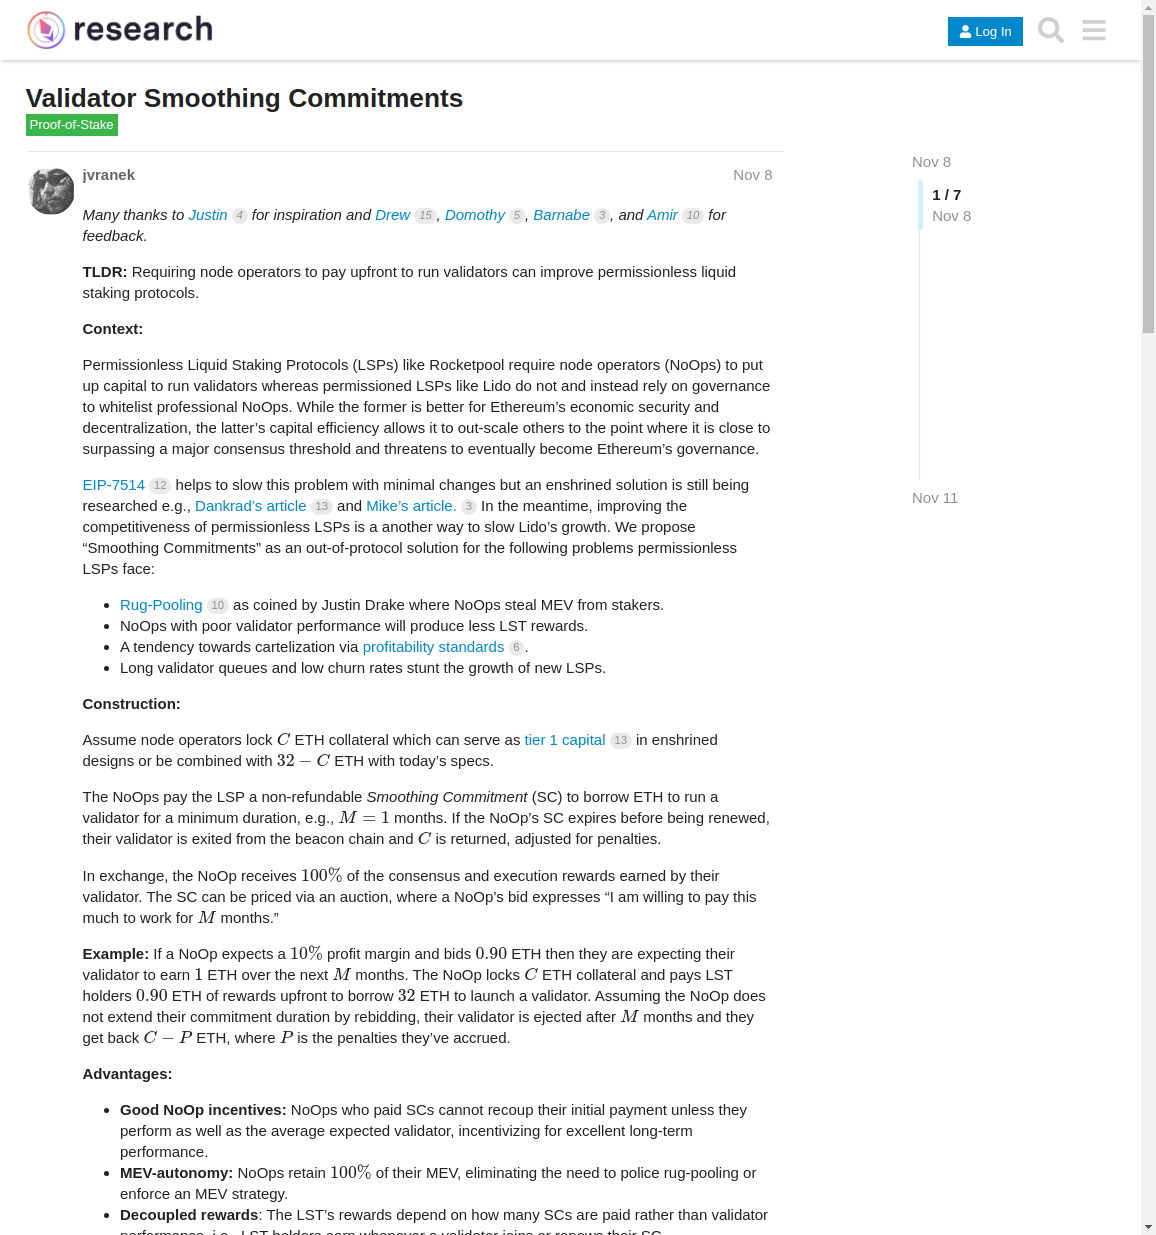 research
Log In
Validator Smoothing Commitments
Proof-of-Stake
jvranek
Nov 8
Many thanks to Justin 4 for inspiration and Drew 15, Domothy 5, Barnabe 3, and Amir 10 for
feedback.
TLDR: Requiring node operators to pay upfront to run validators can improve permissionless liquid
staking protocols.
Context:
Permissionless Liquid Staking Protocols (LSPs) like Rocketpool require node operators (NoOps) to put
up capital to run validators whereas permissioned LSPs like Lido do not and instead rely on governance
to whitelist professional NoOps. While the former is better for Ethereum’s economic security and
decentralization, the latter’s capital efficiency allows it to out-scale others to the point where it is close to
surpassing a major consensus threshold and threatens to eventually become Ethereum’s governance.
EIP-7514 12 helps to slow this problem with minimal changes but an enshrined solution is still being
researched e.g., Dankrad’s article 13 and Mike’s article. 3 In the meantime, improving the
competitiveness of permissionless LSPs is a another way to slow Lido’s growth. We propose
“Smoothing Commitments” as an out-of-protocol solution for the following problems permissionless
LSPs face:
• Rug-Pooling 10 as coined by Justin Drake where NoOps steal MEV from stakers.
• NoOps with poor validator performance will produce less LST rewards.
• A tendency towards cartelization via profitability standards 6.
• Long validator queues and low churn rates stunt the growth of new LSPs.
Construction:
Assume node operators lock C ETH collateral which can serve as tier 1 capital 13 in enshrined
designs or be combined with 32 − C ETH with today’s specs.
The NoOps pay the LSP a non-refundable Smoothing Commitment (SC) to borrow ETH to run a
validator for a minimum duration, e.g., M = 1 months. If the NoOp’s SC expires before being renewed,
their validator is exited from the beacon chain and C is returned, adjusted for penalties.
In exchange, the NoOp receives 100% of the consensus and execution rewards earned by their
validator. The SC can be priced via an auction, where a NoOp’s bid expresses “I am willing to pay this
much to work for M months.”
Example: If a NoOp expects a 10% profit margin and bids 0.90 ETH then they are expecting their
validator to earn 1 ETH over the next M months. The NoOp locks C ETH collateral and pays LST
holders 0.90 ETH of rewards upfront to borrow 32 ETH to launch a validator. Assuming the NoOp does
not extend their commitment duration by rebidding, their validator is ejected after M months and they
get back C − P ETH, where P is the penalties they’ve accrued.
Advantages:
• Good NoOp incentives: NoOps who paid SCs cannot recoup their initial payment unless they
perform as well as the average expected validator, incentivizing for excellent long-term
performance.
• MEV-autonomy: NoOps retain 100% of their MEV, eliminating the need to police rug-pooling or
enforce an MEV strategy.
• Decoupled rewards: The LST’s rewards depend on how many SCs are paid rather than validator
performance, i.e., LST holders earn whenever a validator joins or renews their SC.
Nov 8
1 / 7
Nov 8
Nov 11